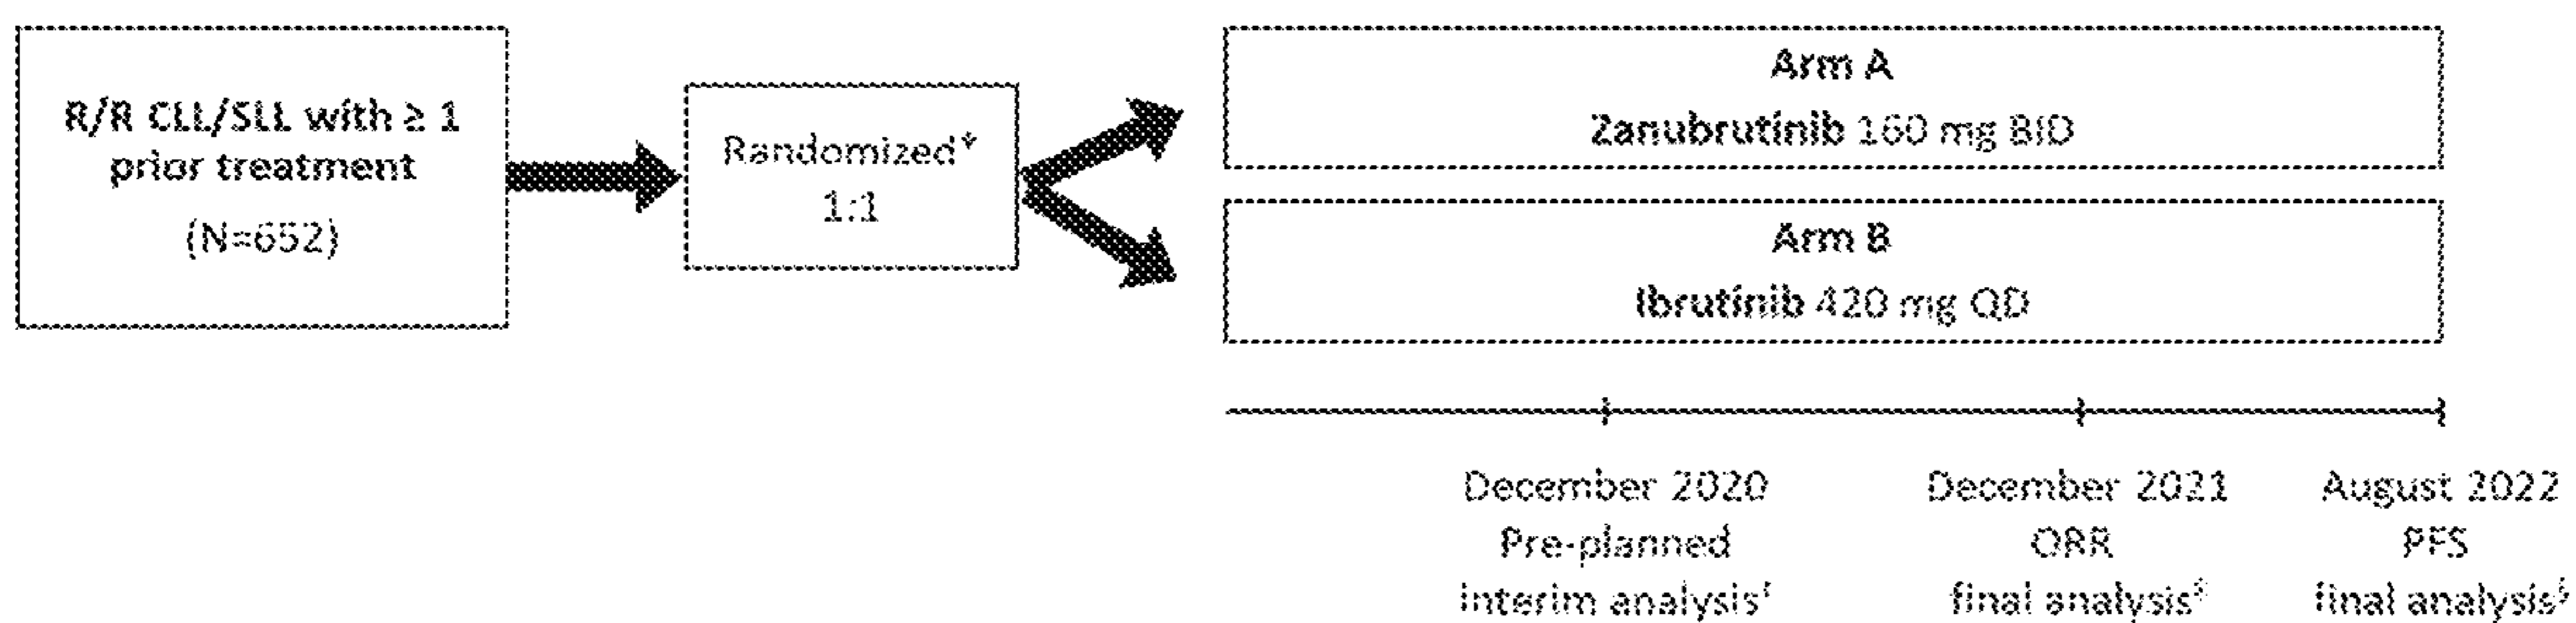 R/R CLL/SLL with ≥ 1
prior treatment
(N=652)
Randomized*
1:1
Arm A
Zanubrutinib 160 mg BID
Arm B
Ibrutinib 420 mg QD
December 2020
Pre-planned
interim analysis†
December 2021
ORR
final analysis‡
August 2022
PFS
final analysis§